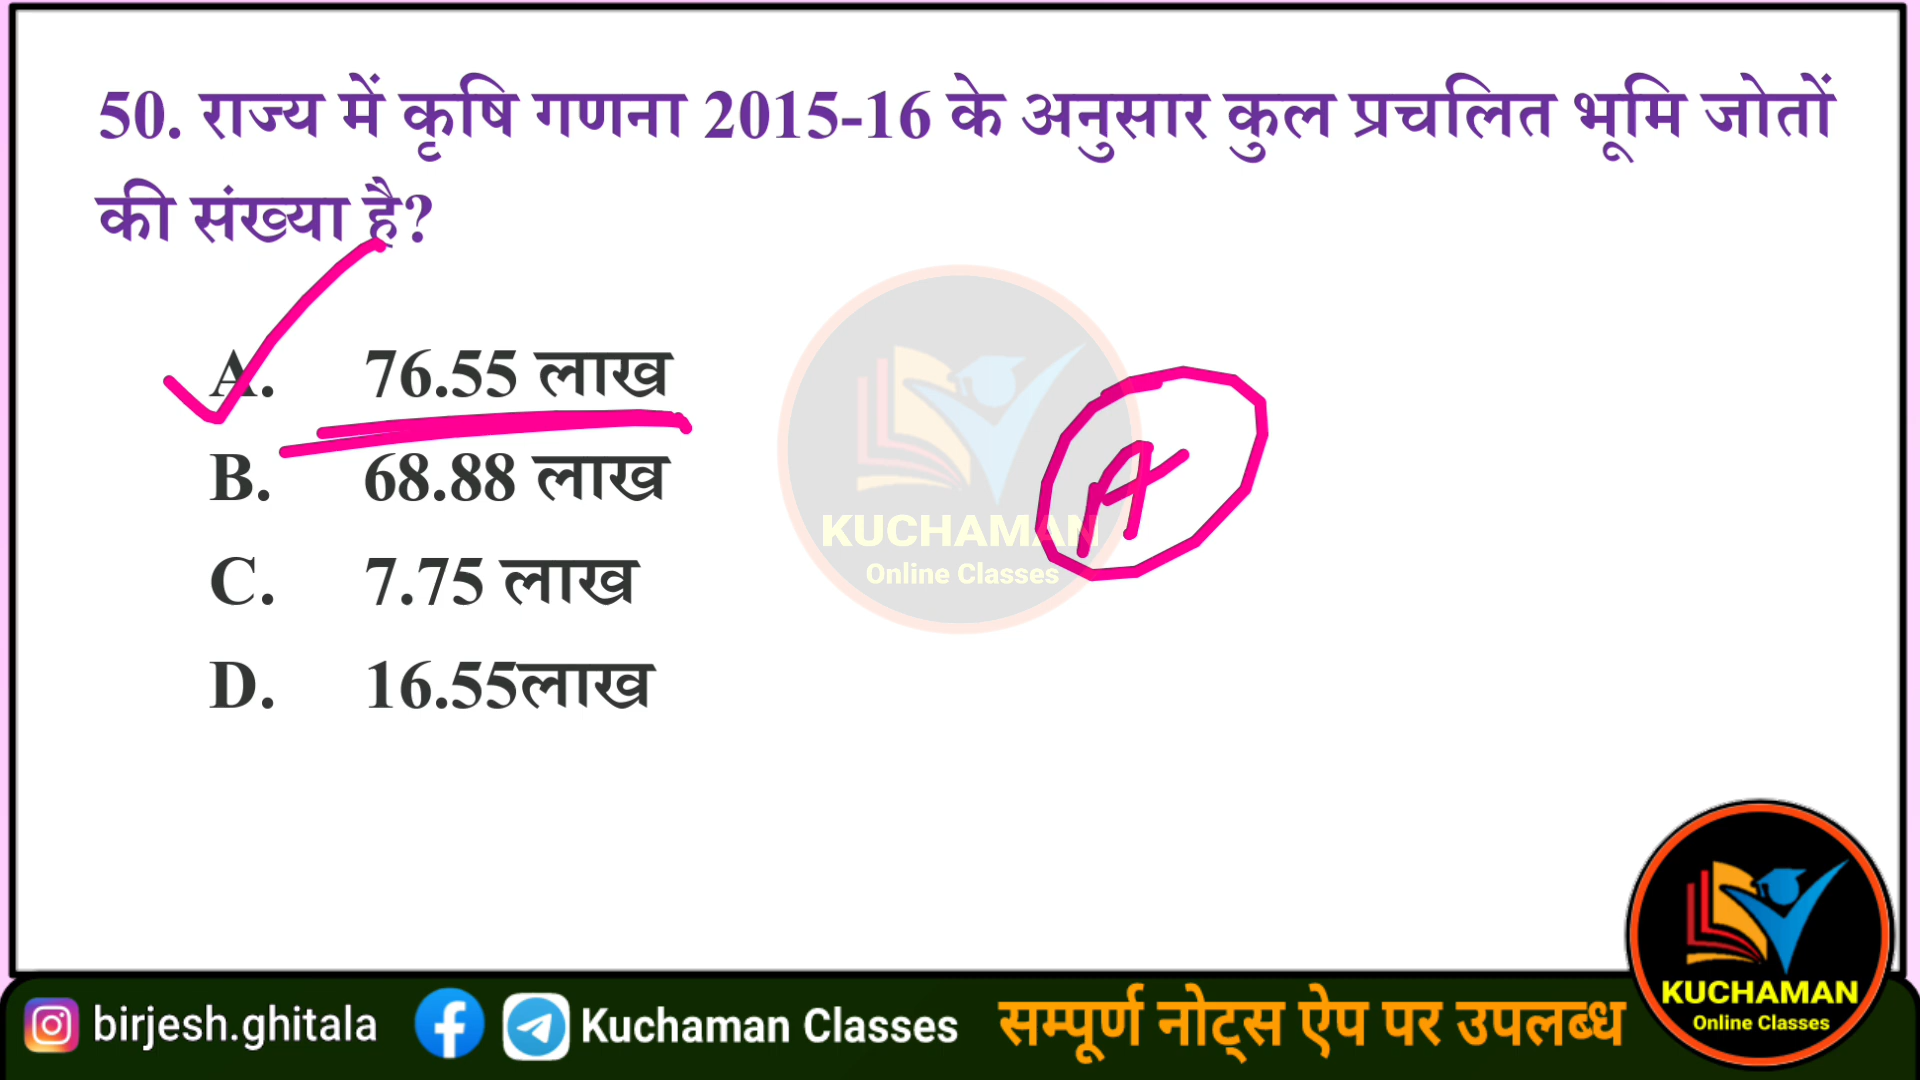 50. राज्य में कृषि गणना 2015-16 के अनुसार कुल प्रचलित भूमि जोतों
की संख्या है?
A. 76.55 लाख
B. 68.88 लाख
C. 7.75 लाख
D. 16.55लाख
A
KUCHAMAN
Online Classes
KUCHAMAN
Online Classes
birjesh.ghitala Kuchaman Classes सम्पूर्ण नोट्स ऐप पर उपलब्ध